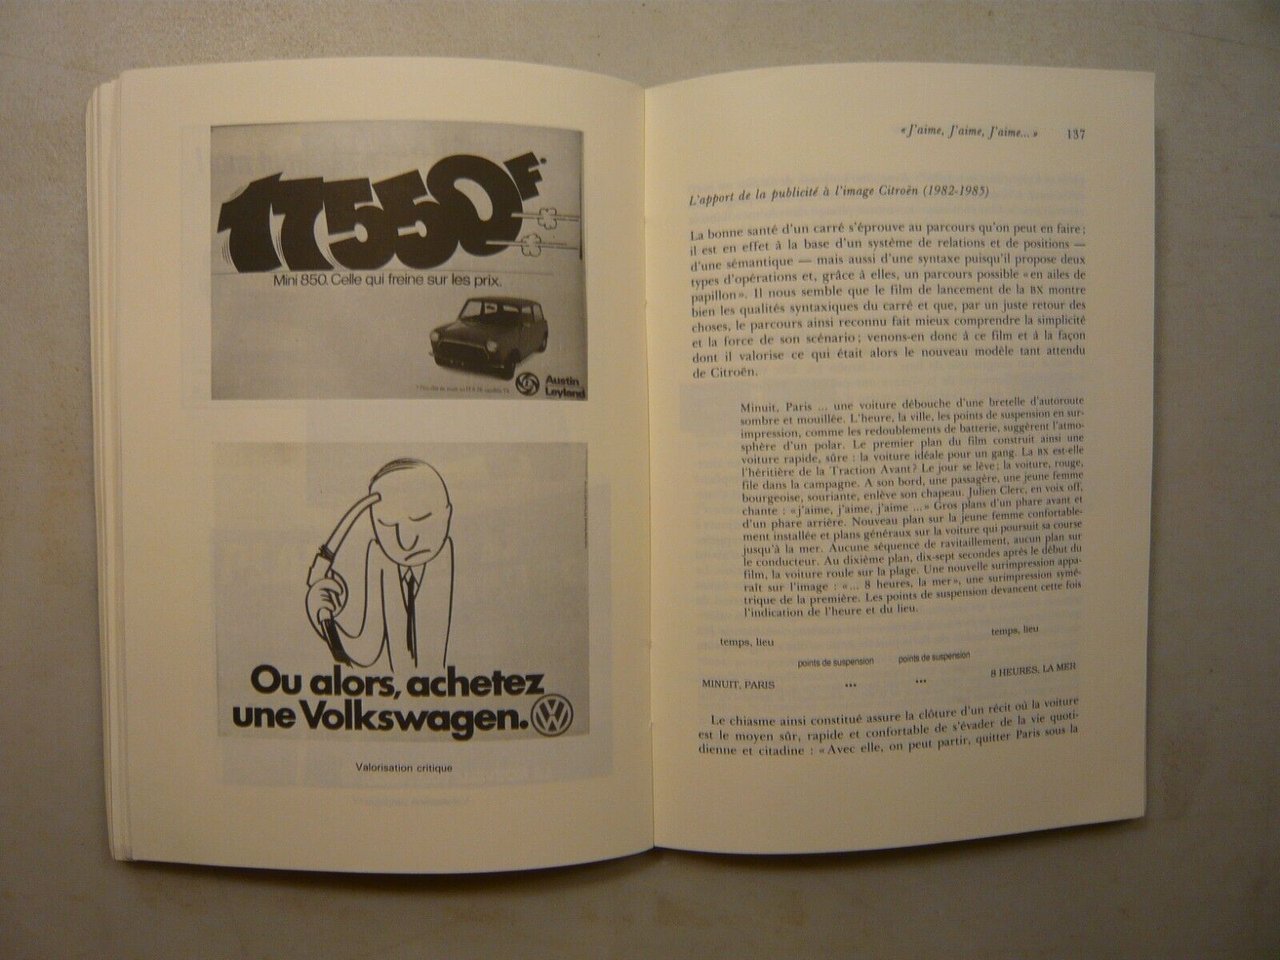 17550F*
Mini 850. Celle qui freine sur les prix.
Austin
Leyland
Ou alors, achetez
une Volkswagen.
Valorisation critique
« J'aime, J'aime, J'aime... » 137
L'apport de la publicité à l'image Citroën (1982-1985)
La bonne santé d'un carré s'éprouve au parcours qu'on peut en faire ;
il est en effet à la base d'un système de relations et de positions —
d'une sémantique — mais aussi d'une syntaxe puisqu'il propose deux
types d'opérations et, grâce à elles, un parcours possible « en ailes de
papillon ». Il nous semble que le film de lancement de la BX montre
bien les qualités syntaxiques du carré et que, par un juste retour des
choses, le parcours ainsi reconnu fait mieux comprendre la simplicité
et la force de son scénario ; venons-en donc à ce film et à la façon
dont il valorise ce qui était alors le nouveau modèle tant attendu
de Citroën.
Minuit, Paris ... une voiture débouche d'une bretelle d'autoroute
sombre et mouillée. L'heure, la ville, les points de suspension en sur-
impression, comme les redoublements de batterie, suggèrent l'atmo-
sphère d'un polar. Le premier plan du film construit ainsi une
voiture rapide, sûre : la voiture idéale pour un gang. La BX est-elle
l'héritière de la Traction Avant ? Le jour se lève ; la voiture, rouge,
file dans la campagne. A son bord, une passagère, une jeune femme
bourgeoise, souriante, enlève son chapeau. Julien Clerc, en voix off,
chante : « j'aime, j'aime, j'aime ... » Gros plans d'un phare avant et
d'un phare arrière. Nouveau plan sur la jeune femme confortable-
ment installée et plans généraux sur la voiture qui poursuit sa course
jusqu'à la mer. Aucune séquence de ravitaillement, aucun plan sur
le conducteur. Au dixième plan, dix-sept secondes après le début du
film, la voiture roule sur la plage. Une nouvelle surimpression appa-
raît sur l'image : « ... 8 heures, la mer », une surimpression symé-
trique de la première. Les points de suspension devancent cette fois
l'indication de l'heure et du lieu.
temps, lieu temps, lieu
points de suspension points de suspension
MINUIT, PARIS ... ... 8 HEURES, LA MER
Le chiasme ainsi constitué assure la clôture d'un récit où la voiture
est le moyen sûr, rapide et confortable de s'évader de la vie quoti-
dienne et citadine : « Avec elle, on peut partir, quitter Paris sous la